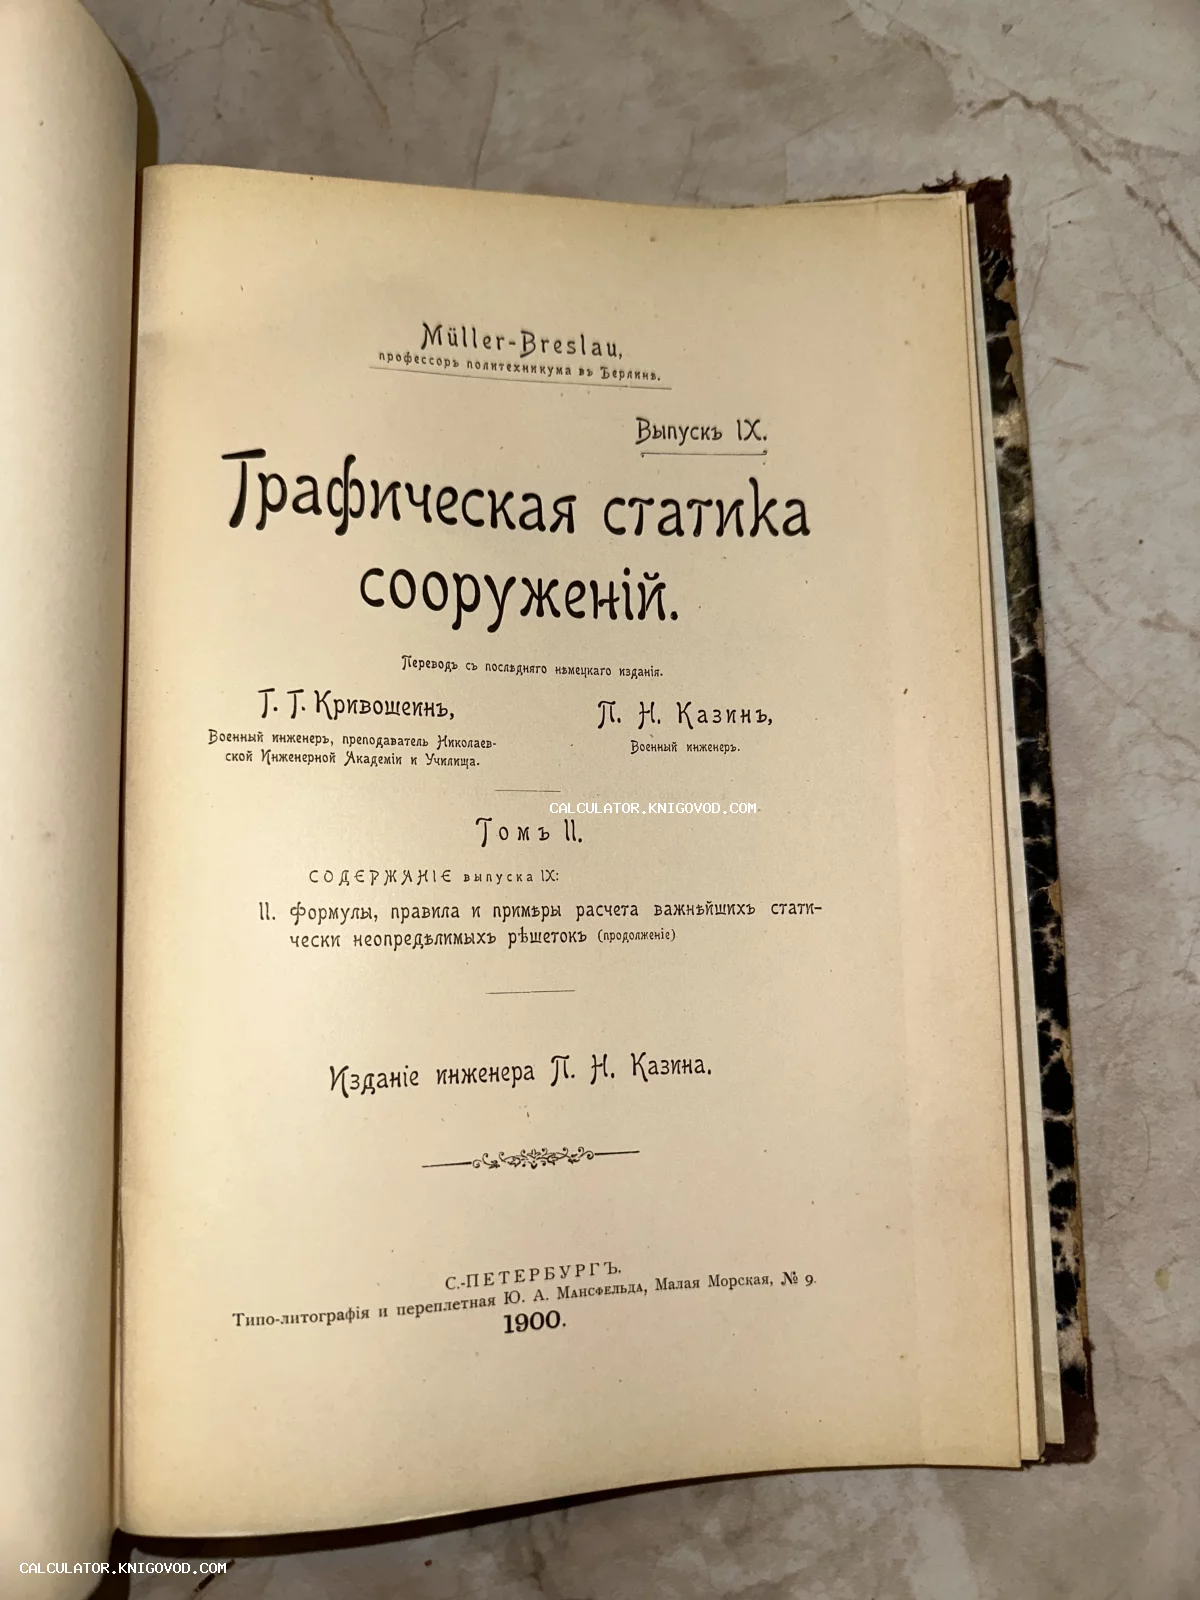 Müller-Breslau,
профессоръ политехникума въ Берлинѣ.
Выпускъ IX.
Графическая статика
сооруженій.
Переводъ съ послѣдняго нѣмецкаго изданія.
Г. Г. Кривошеинъ,
Военный инженеръ, преподаватель Николаев-
ской Инженерной Академіи и Училища.
П. Н. Казинъ,
Военный инженеръ.
CALCULATOR.KNIGOVOD.COM
Томъ II.
СОДЕРЖАНІЕ выпуска IX:
II. Формулы, правила и примѣры расчета важнѣйшихъ стати-
чески неопредѣлимыхъ рѣшетокъ (продолженіе)
Изданіе инженера П. Н. Казина.
С.-ПЕТЕРБУРГЪ.
Типо-литографія и переплетная Ю. А. Мансфельда, Малая Морская, № 9.
1900.
CALCULATOR.KNIGOVOD.COM